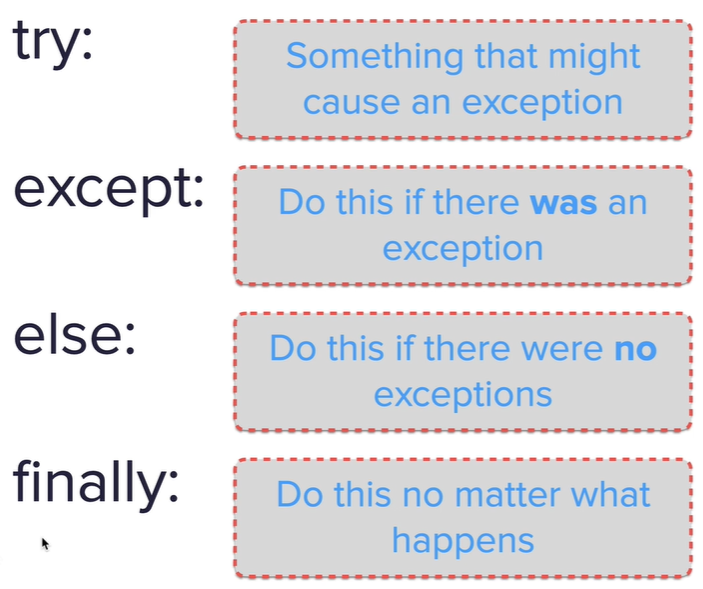 try:
Something that might
cause an exception
except:
Do this if there was an
exception
else:
Do this if there were no
exceptions
finally:
Do this no matter what
happens